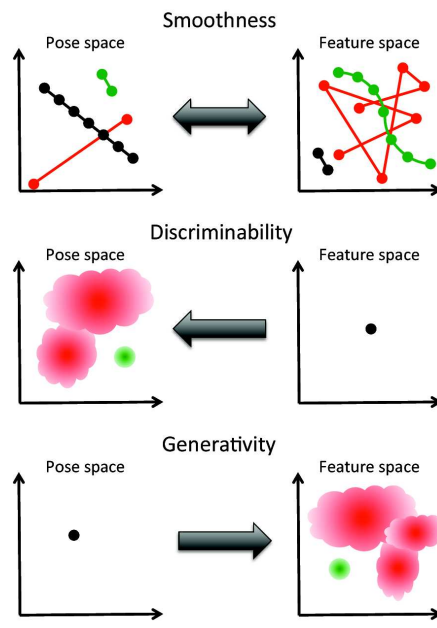 Smoothness
Pose space
Feature space
Discriminability
Pose space
Feature space
Generativity
Pose space
Feature space